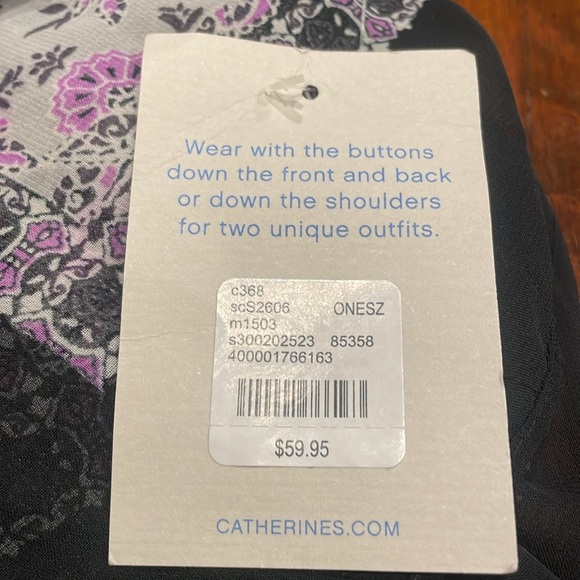 Wear with the buttons
down the front and back
or down the shoulders
for two unique outfits.
c368
scS2606 ONESZ
m1503
s300202523 85358
400001766163
$59.95
CATHERINES.COM